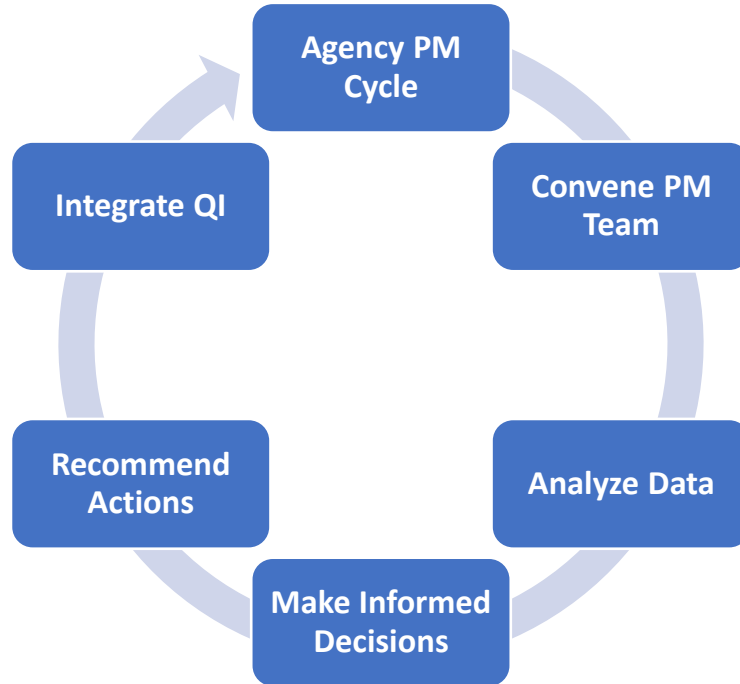 Agency PM
Cycle
Convene PM
Team
Analyze Data
Make Informed
Decisions
Recommend
Actions
Integrate QI